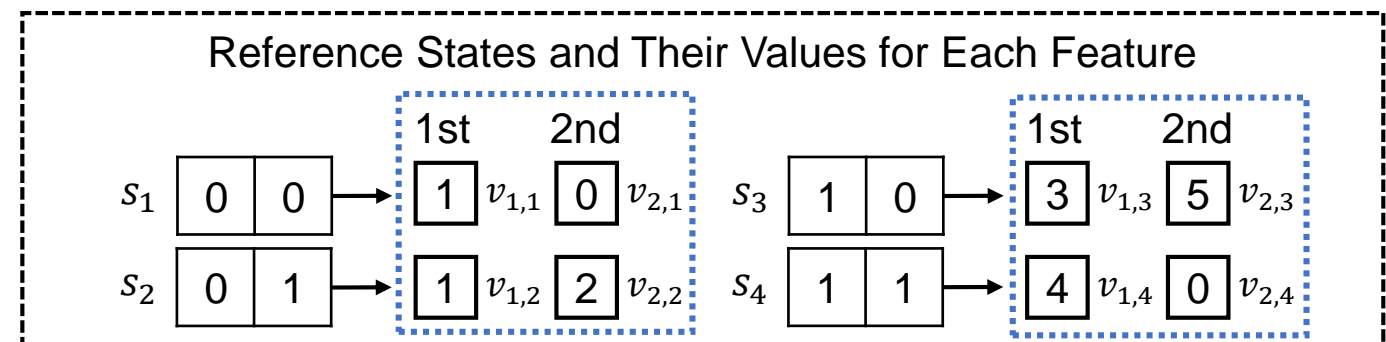 Reference States and Their Values for Each Feature
1st 2nd 1st 2nd
s₁ 0 0 1 v₁,₁ 0 v₂,₁ s₃ 1 0 3 v₁,₃ 5 v₂,₃
s₂ 0 1 1 v₁,₂ 2 v₂,₂ s₄ 1 1 4 v₁,₄ 0 v₂,₄